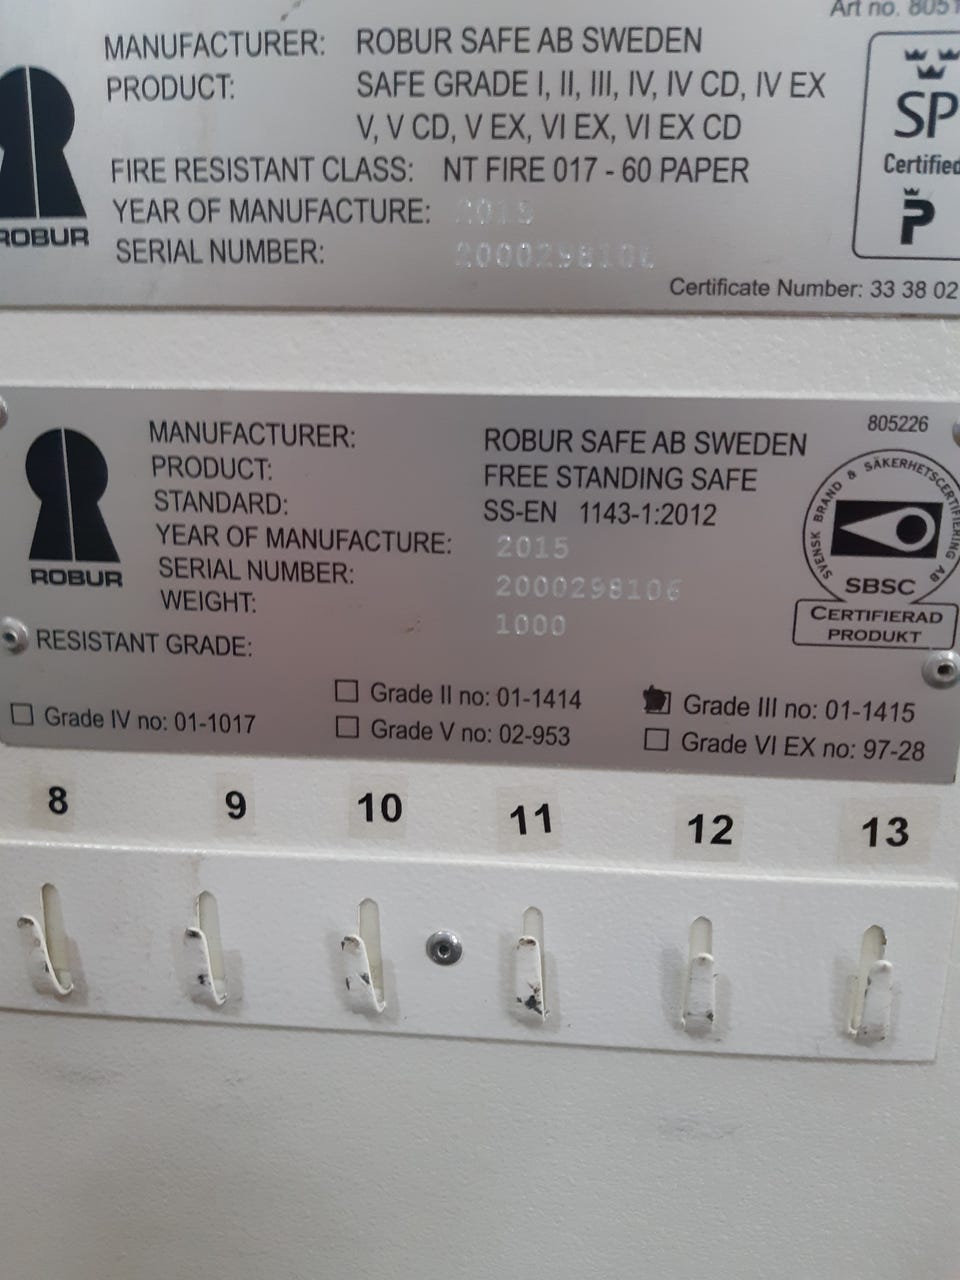 Art no. 8051
MANUFACTURER: ROBUR SAFE AB SWEDEN
PRODUCT: SAFE GRADE I, II, III, IV, IV CD, IV EX
V, V CD, V EX, VI EX, VI EX CD
FIRE RESISTANT CLASS: NT FIRE 017 - 60 PAPER
YEAR OF MANUFACTURE: 2015
SERIAL NUMBER: 2000298106
ROBUR
SP
Certified
P
Certificate Number: 33 38 02
805226
MANUFACTURER: ROBUR SAFE AB SWEDEN
PRODUCT: FREE STANDING SAFE
STANDARD: SS-EN 1143-1:2012
YEAR OF MANUFACTURE: 2015
SERIAL NUMBER: 2000298106
WEIGHT: 1000
ROBUR
SVENSK BRAND & SÄKERHETSCERTIFIERING AB
SBSC
CERTIFIERAD
PRODUKT
RESISTANT GRADE:
Grade II no: 01-1414
Grade III no: 01-1415
Grade IV no: 01-1017
Grade V no: 02-953
Grade VI EX no: 97-28
8 9 10 11 12 13